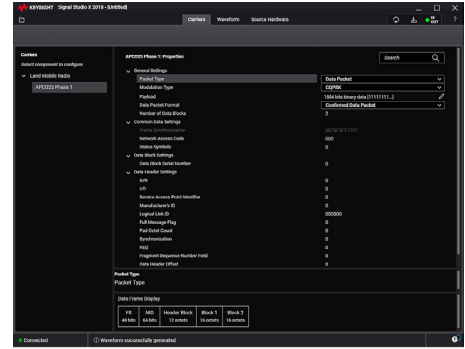 KEYSIGHT Signal Studio X 2018 - [Untitled]
Carriers Waveform Source Hardware
RF OUT
?
Carriers
Select component to configure
Land Mobile Radio
APCO25 Phase 1
APCO25 Phase 1: Properties
Search
General Settings
Packet Type Data Packet
Modulation Type CQPSK
Payload 1584 bits binary data [11111111...]
Data Packet Format Confirmed Data Packet
Number of Data Blocks 2
Common Data Settings
Frame Synchronization
Network Access Code 000
Status Symbols 0
Data Block Settings
Data Block Serial Number 0
Data Header Settings
A/N 0
I/O 0
Service Access Point Identifier 0
Manufacturer's ID 0
Logical Link ID 000000
Full Message Flag 0
Pad Octet Count 0
Synchronization 0
N(s) 0
Fragment Sequence Number Field 0
Data Header Offset 0
Packet Type
Packet Type
Data Frame Display
FS NID Header Block Block 1 Block 2
48 bits 64 bits 12 octets 16 octets 16 octets
Connected Waveform successfully generated